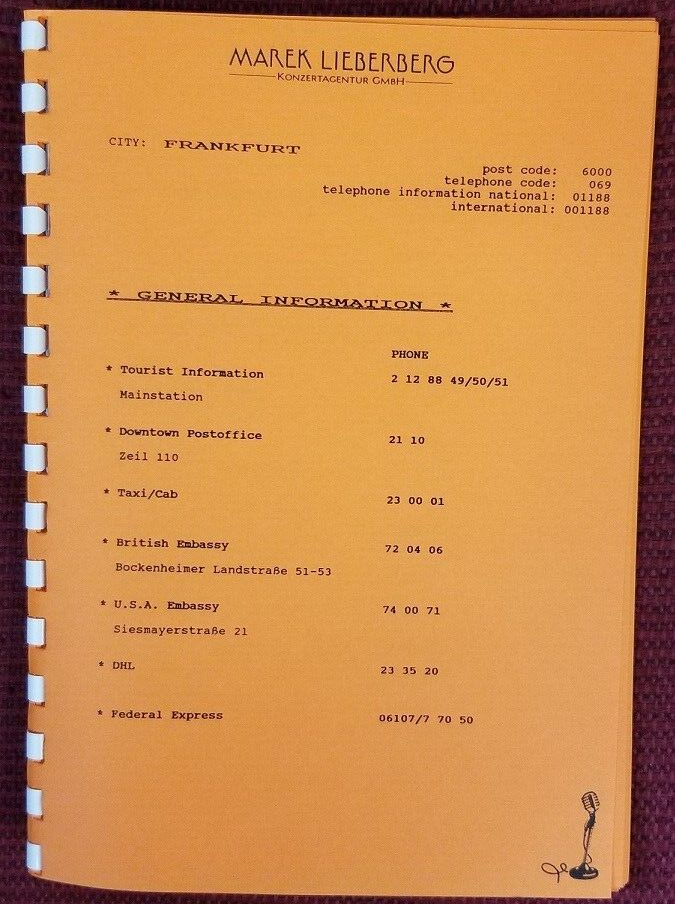 MAREK LIEBERBERG
KONZERTAGENTUR GMBH
CITY: FRANKFURT
post code: 6000
telephone code: 069
telephone information national: 01188
international: 001188
* GENERAL INFORMATION *
PHONE
* Tourist Information 2 12 88 49/50/51
Mainstation
* Downtown Postoffice 21 10
Zeil 110
* Taxi/Cab 23 00 01
* British Embassy 72 04 06
Bockenheimer Landstraße 51-53
* U.S.A. Embassy 74 00 71
Siesmayerstraße 21
* DHL 23 35 20
* Federal Express 06107/7 70 50